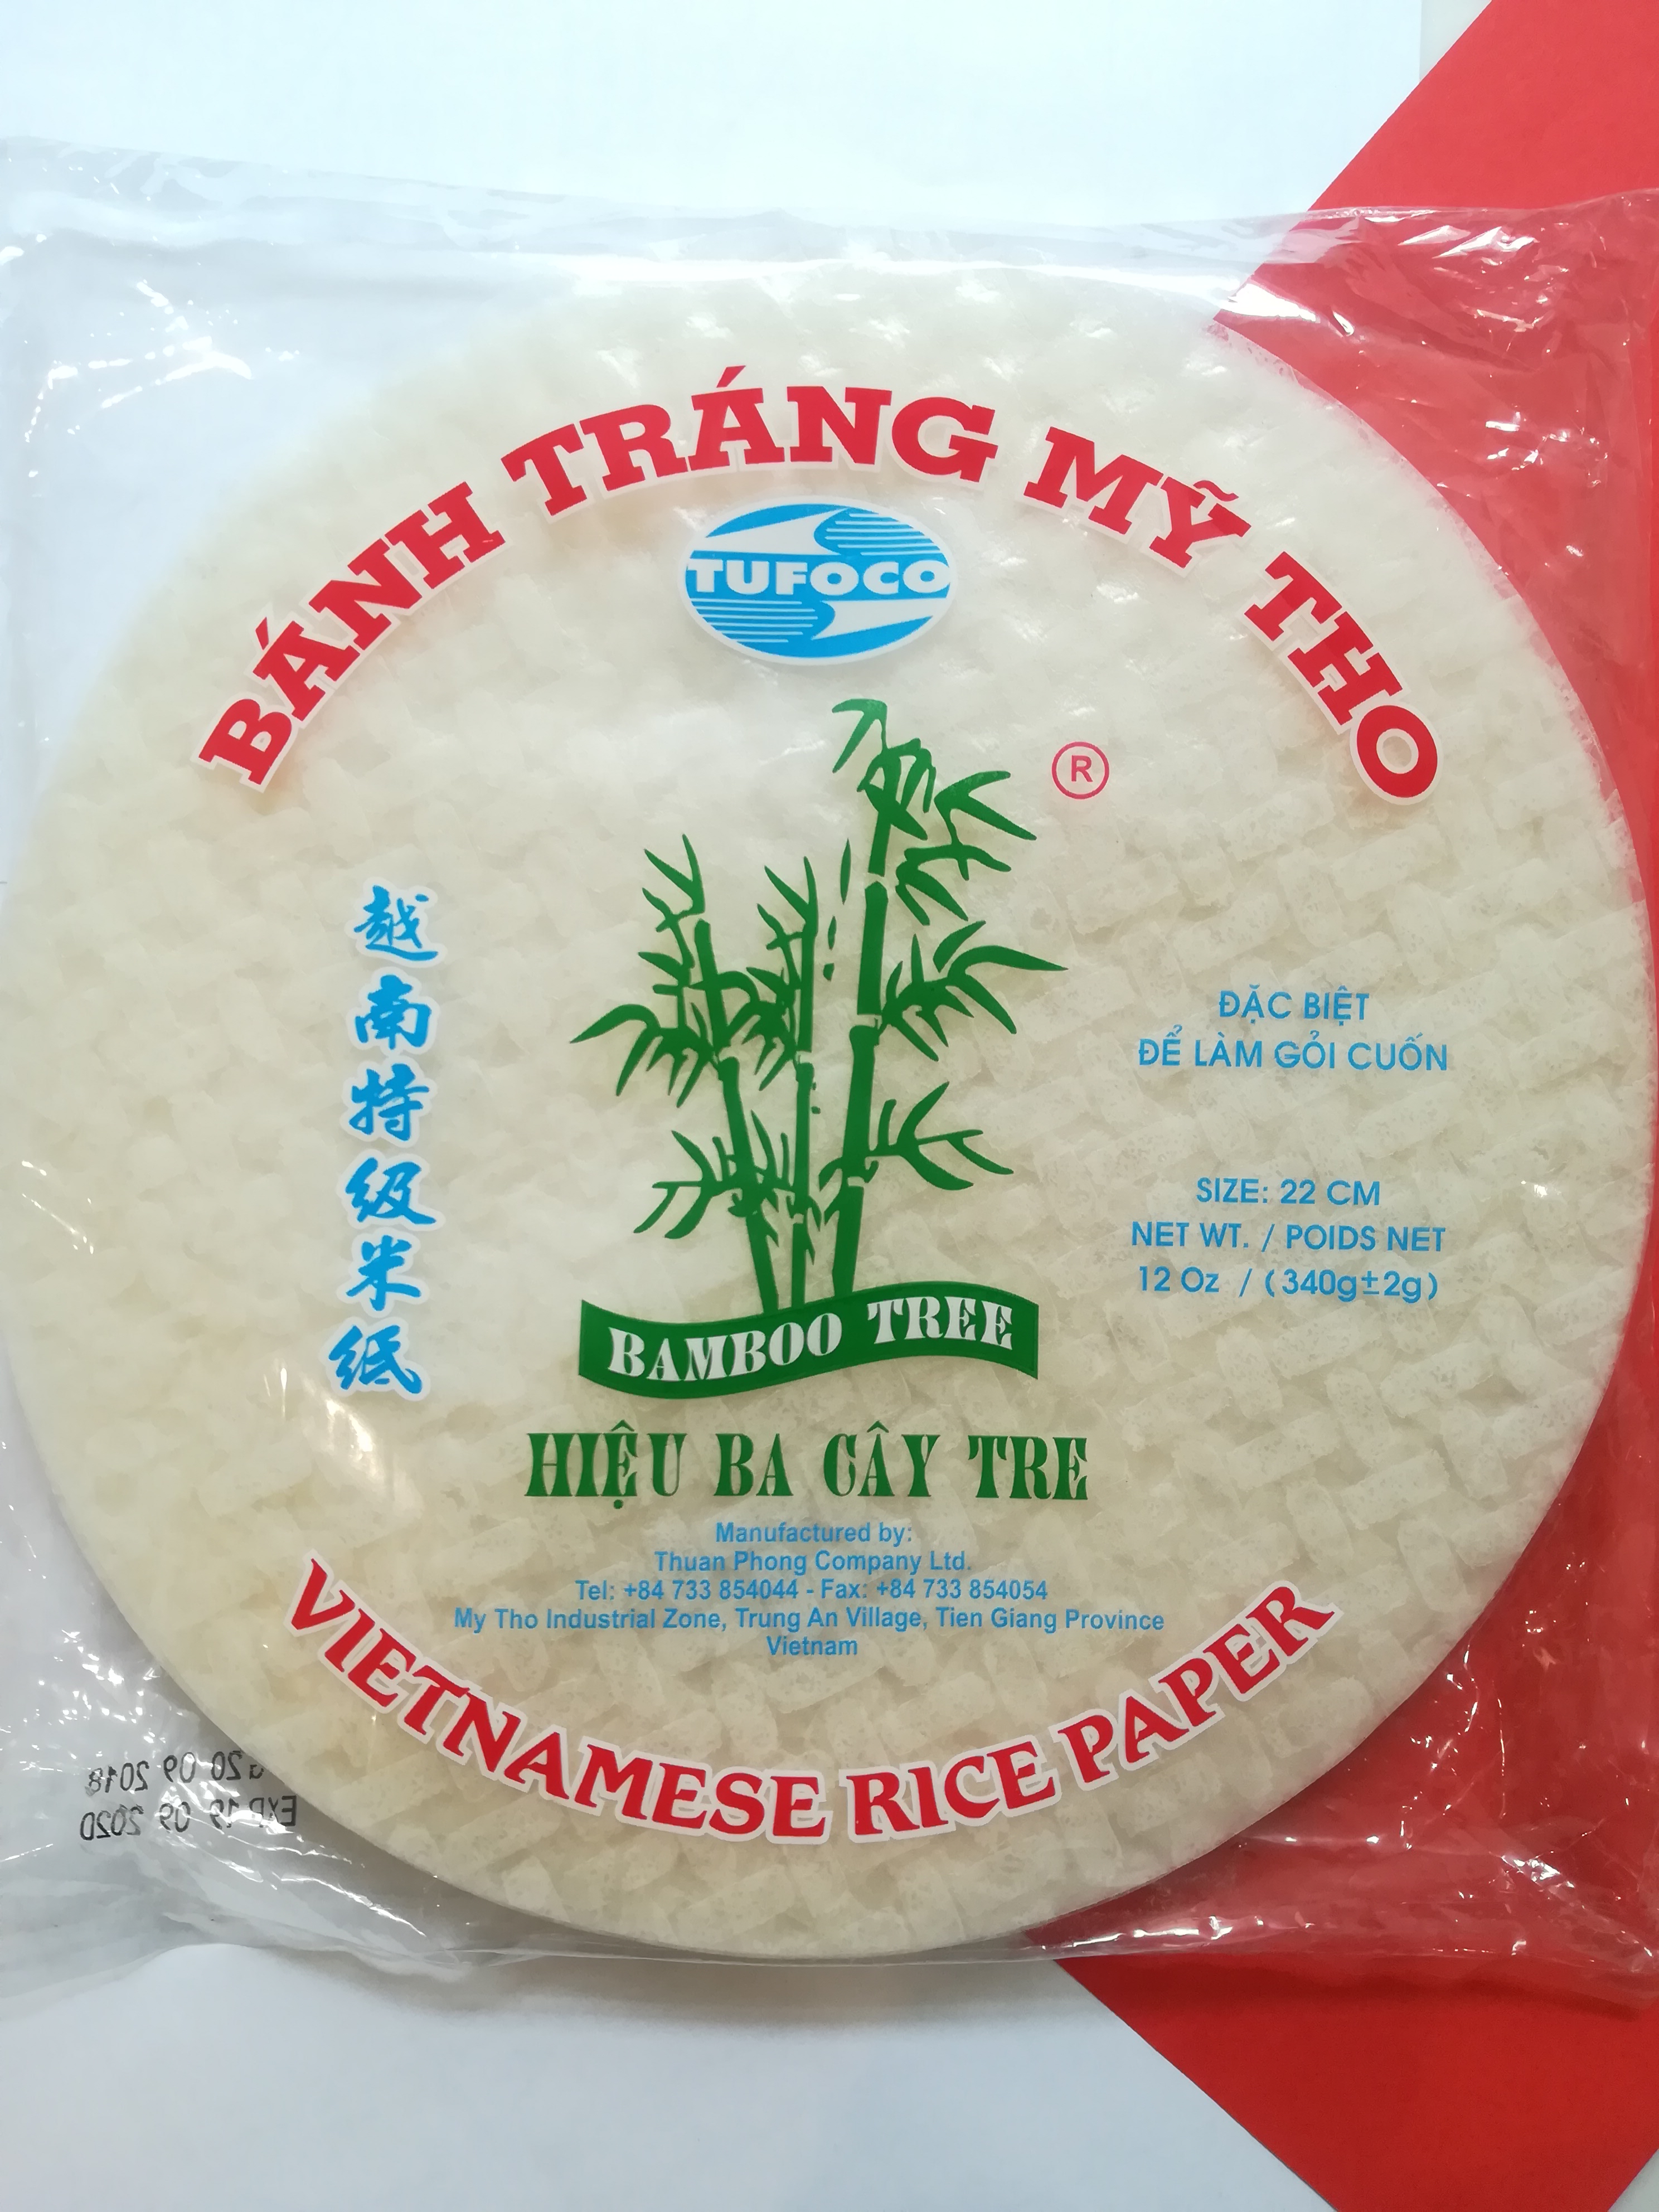 BÁNH TRÁNG MỸ THO
TUFOCO
®
越南特级米纸
ĐẶC BIỆT
ĐỂ LÀM GỎI CUỐN
SIZE: 22 CM
NET WT. / POIDS NET
12 Oz / (340g±2g)
BAMBOO TREE
HIỆU BA CÂY TRE
Manufactured by:
Thuan Phong Company Ltd.
Tel: +84 733 854044 - Fax: +84 733 854054
My Tho Industrial Zone, Trung An Village, Tien Giang Province
Vietnam
VIETNAMESE RICE PAPER
20 09 2018
EXP 19 09 2020